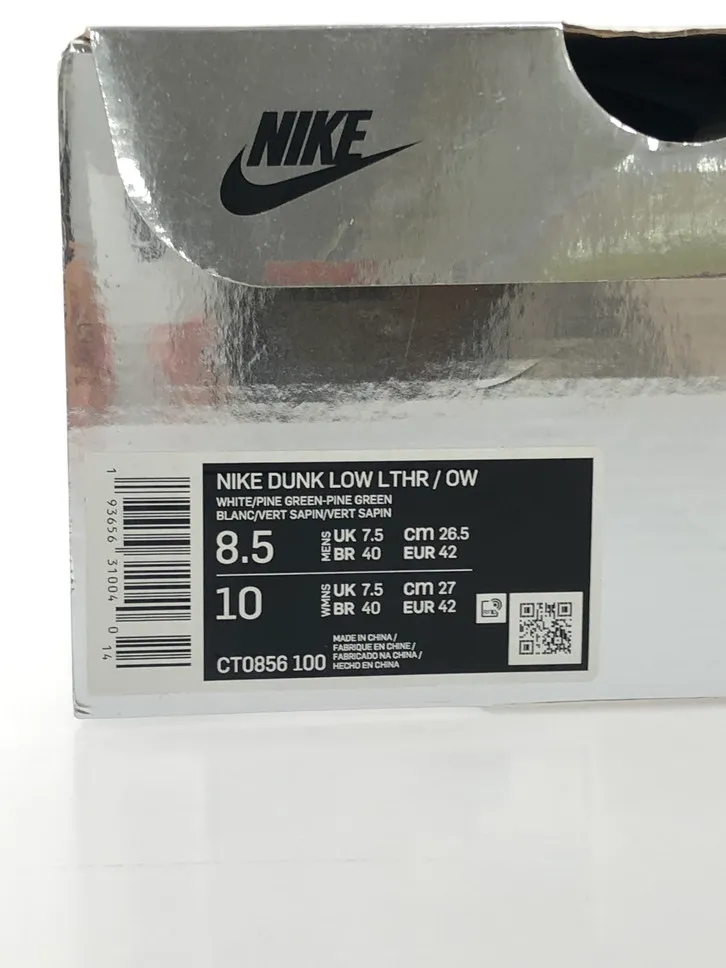 NIKE
NIKE DUNK LOW LTHR / OW
WHITE/PINE GREEN-PINE GREEN
BLANC/VERT SAPIN/VERT SAPIN
8.5
MENS
UK 7.5 cm 26.5
BR 40 EUR 42
10
WMNS
UK 7.5 cm 27
BR 40 EUR 42
CT0856 100
MADE IN CHINA /
FABRIQUE EN CHINE /
FABRICADO NA CHINA /
HECHO EN CHINA
1 93656 31004 0 14